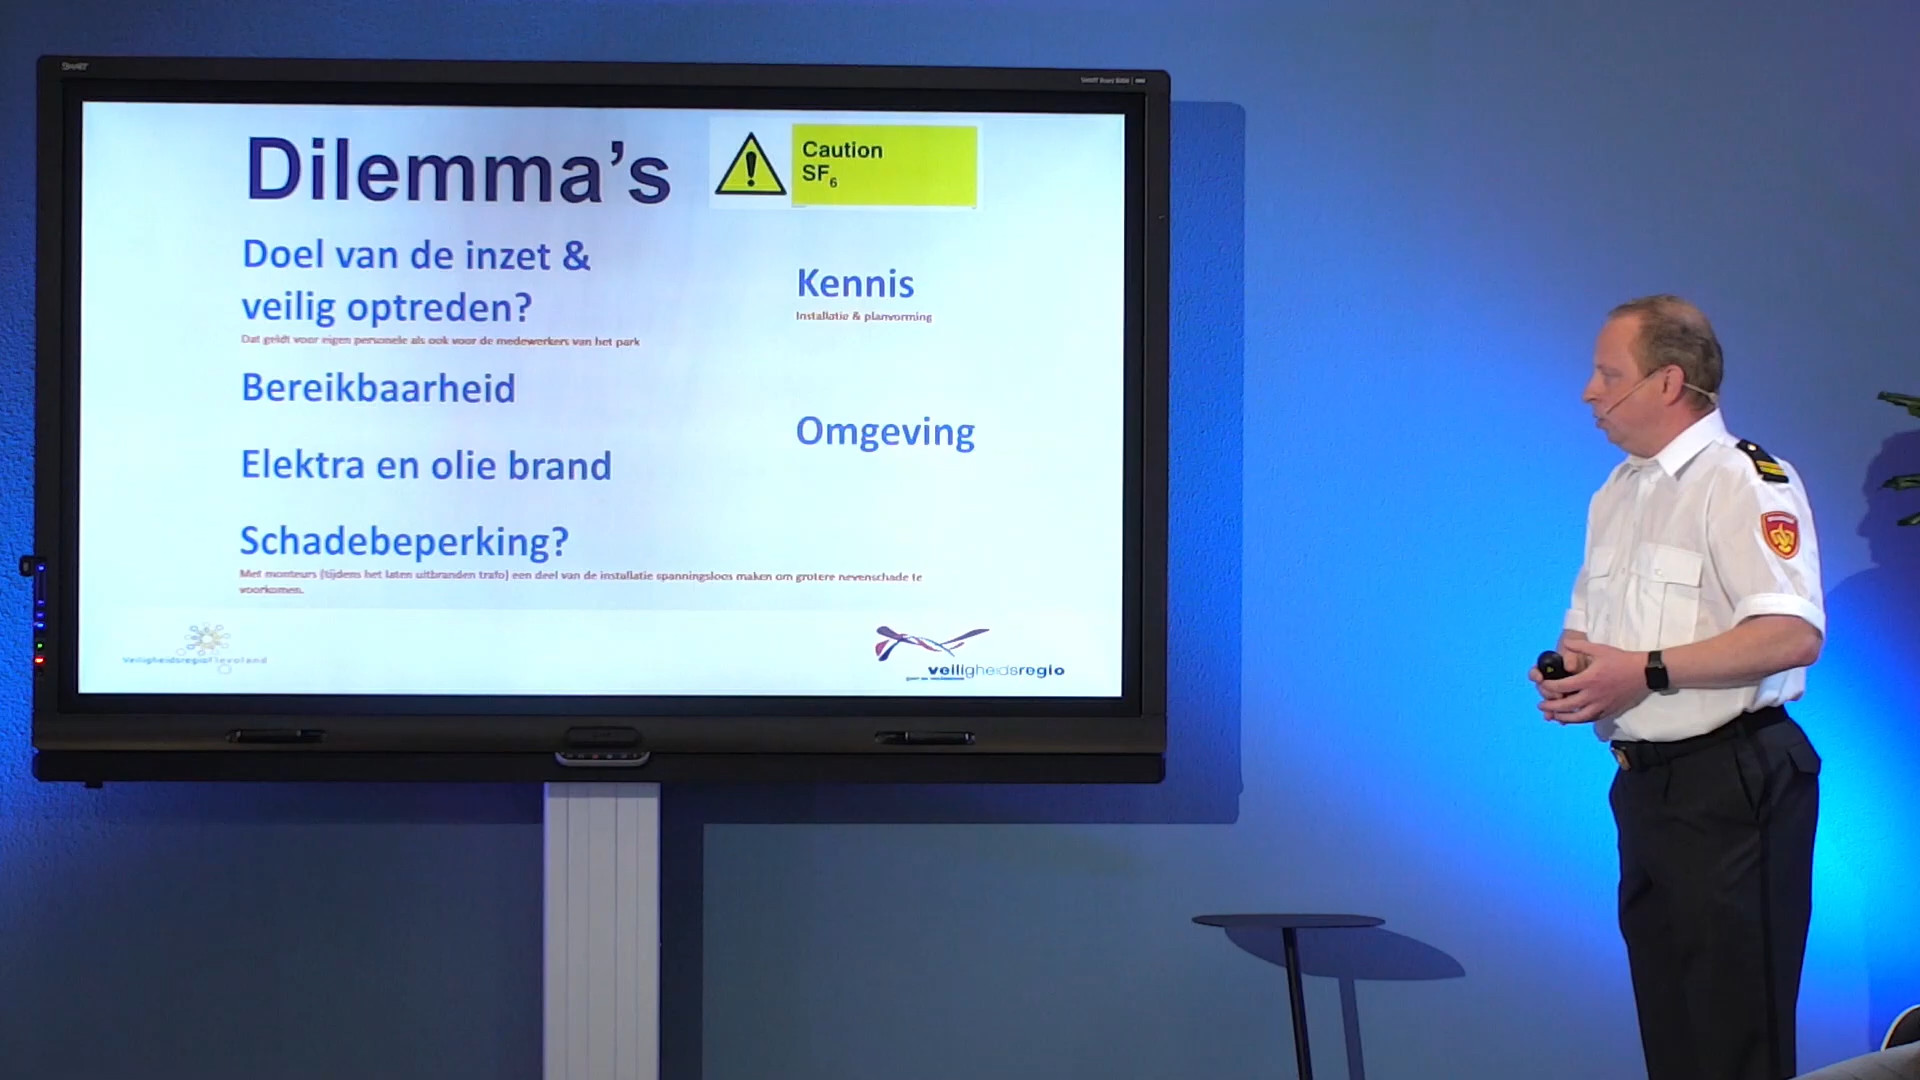 SMART
Dilemma's
Caution
SF6
Doel van de inzet &
veilig optreden?
Dat geldt voor eigen personele als ook voor de medewerkers van het park
Bereikbaarheid
Elektra en olie brand
Schadebeperking?
Met monteurs (tijdens het laten uitbranden trafo) een deel van de installatie spanningsloos maken om grotere nevenschade te
voorkomen.
Kennis
Installatie & planvorming
Omgeving
veiligheidsregioflevoland
veiligheidsregio